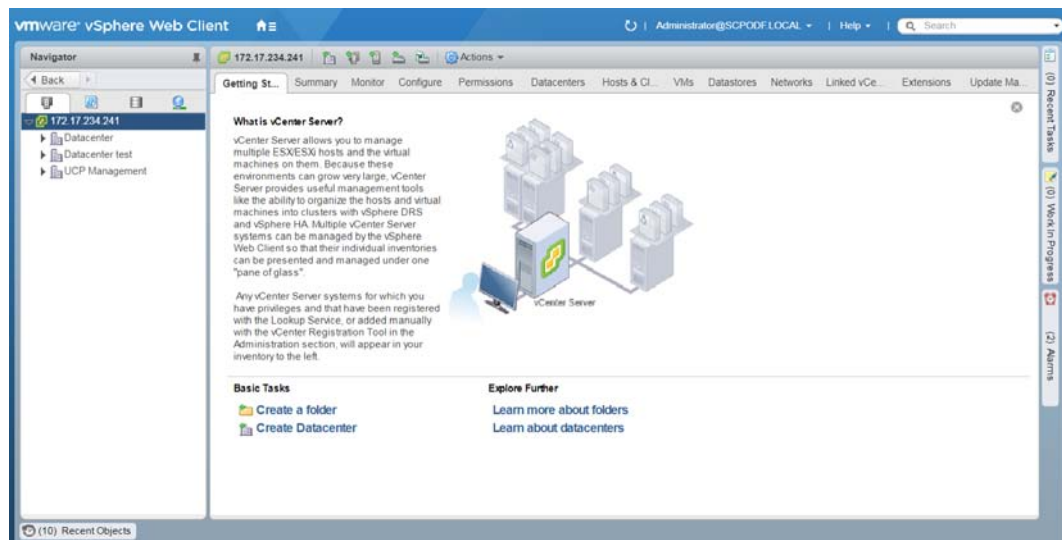 vmware® vSphere Web Client
Administrator@SCPODF.LOCAL
Help
Search
Navigator
Back
172.17.234.241
Datacenter
Datacenter test
UCP Management
172.17.234.241
Actions
Getting St... Summary Monitor Configure Permissions Datacenters Hosts & Cl... VMs Datastores Networks Linked vCe... Extensions Update Ma...
What is vCenter Server?
vCenter Server allows you to manage
multiple ESX/ESXi hosts and the virtual
machines on them. Because these
environments can grow very large, vCenter
Server provides useful management tools
like the ability to organize the hosts and virtual
machines into clusters with vSphere DRS
and vSphere HA. Multiple vCenter Server
systems can be managed by the vSphere
Web Client so that their individual inventories
can be presented and managed under one
"pane of glass".
Any vCenter Server systems for which you
have privileges and that have been registered
with the Lookup Service, or added manually
with the vCenter Registration Tool in the
Administration section, will appear in your
inventory to the left.
vCenter Server
Basic Tasks
Create a folder
Create Datacenter
Explore Further
Learn more about folders
Learn about datacenters
(0) Recent Tasks
(0) Work In Progress
(2) Alarms
(10) Recent Objects